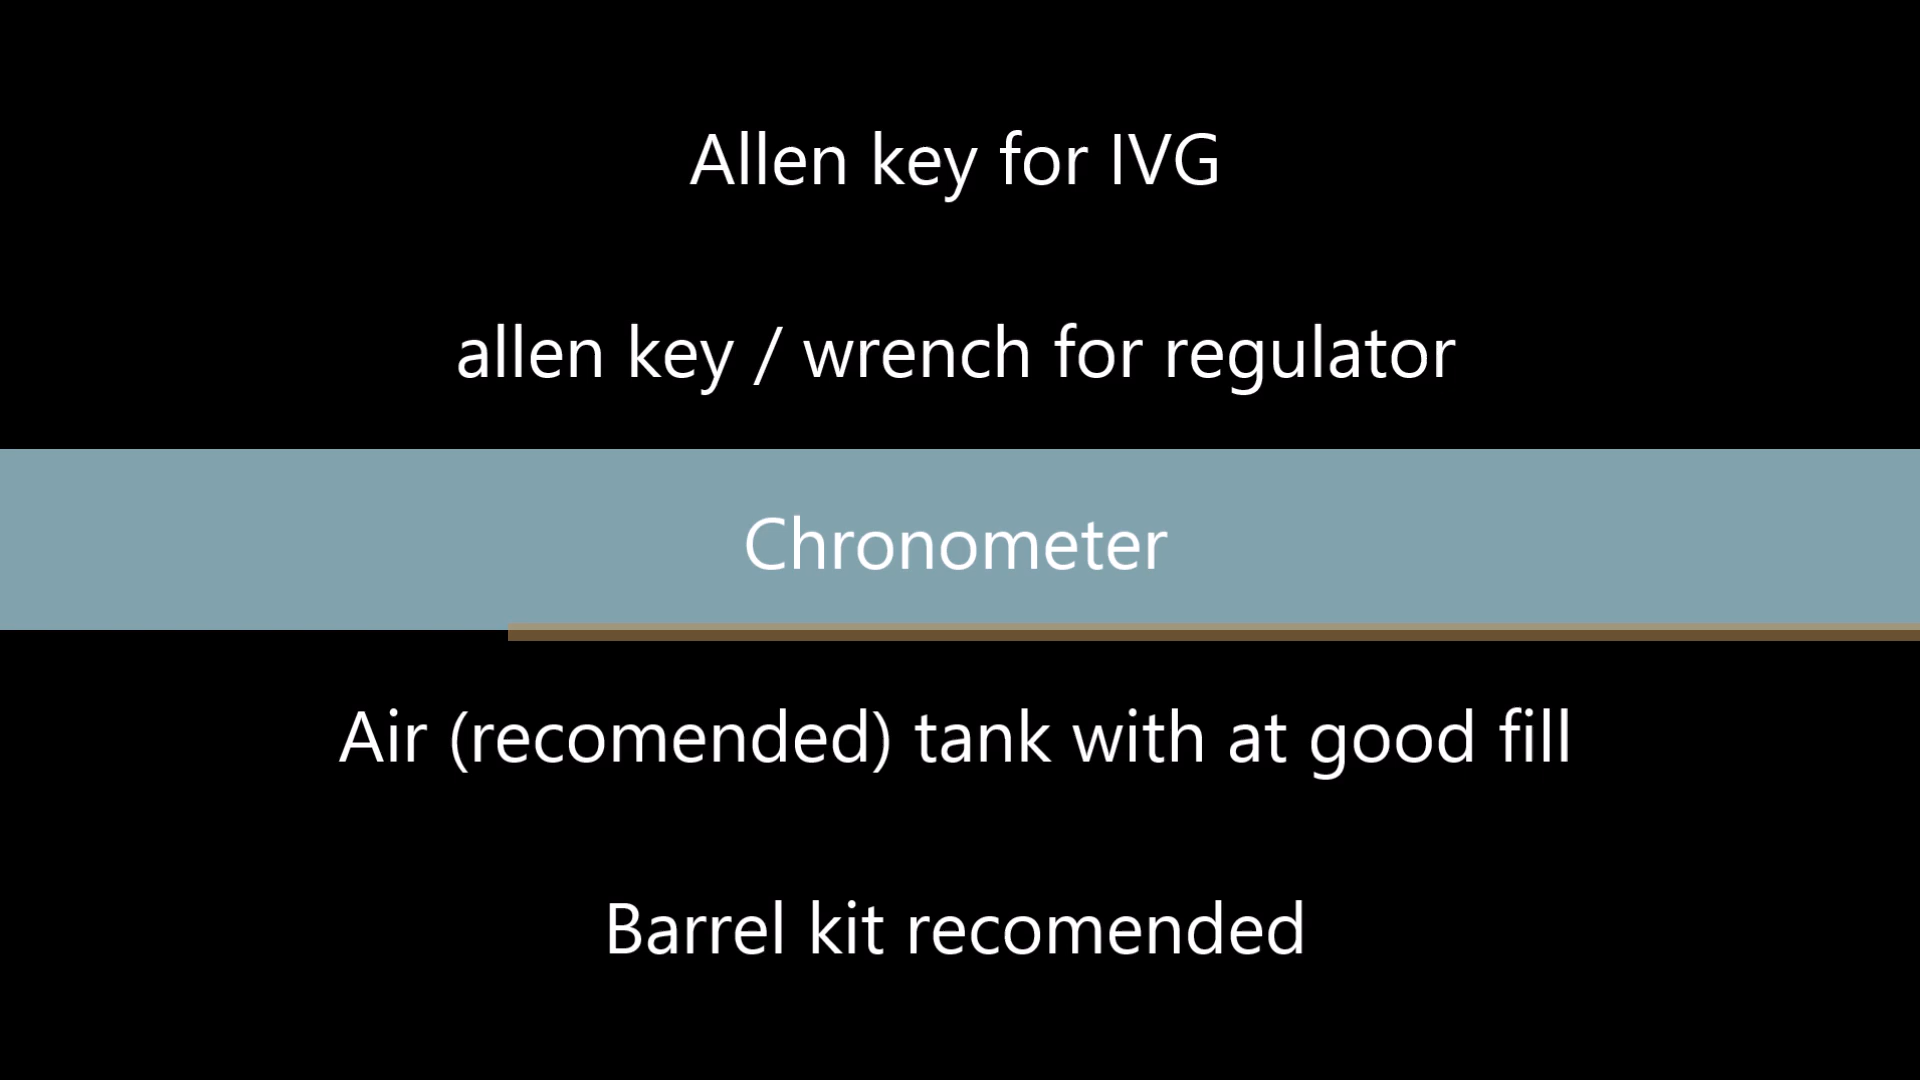 Allen key for IVG
allen key / wrench for regulator
Chronometer
Air (recomended) tank with at good fill
Barrel kit recomended